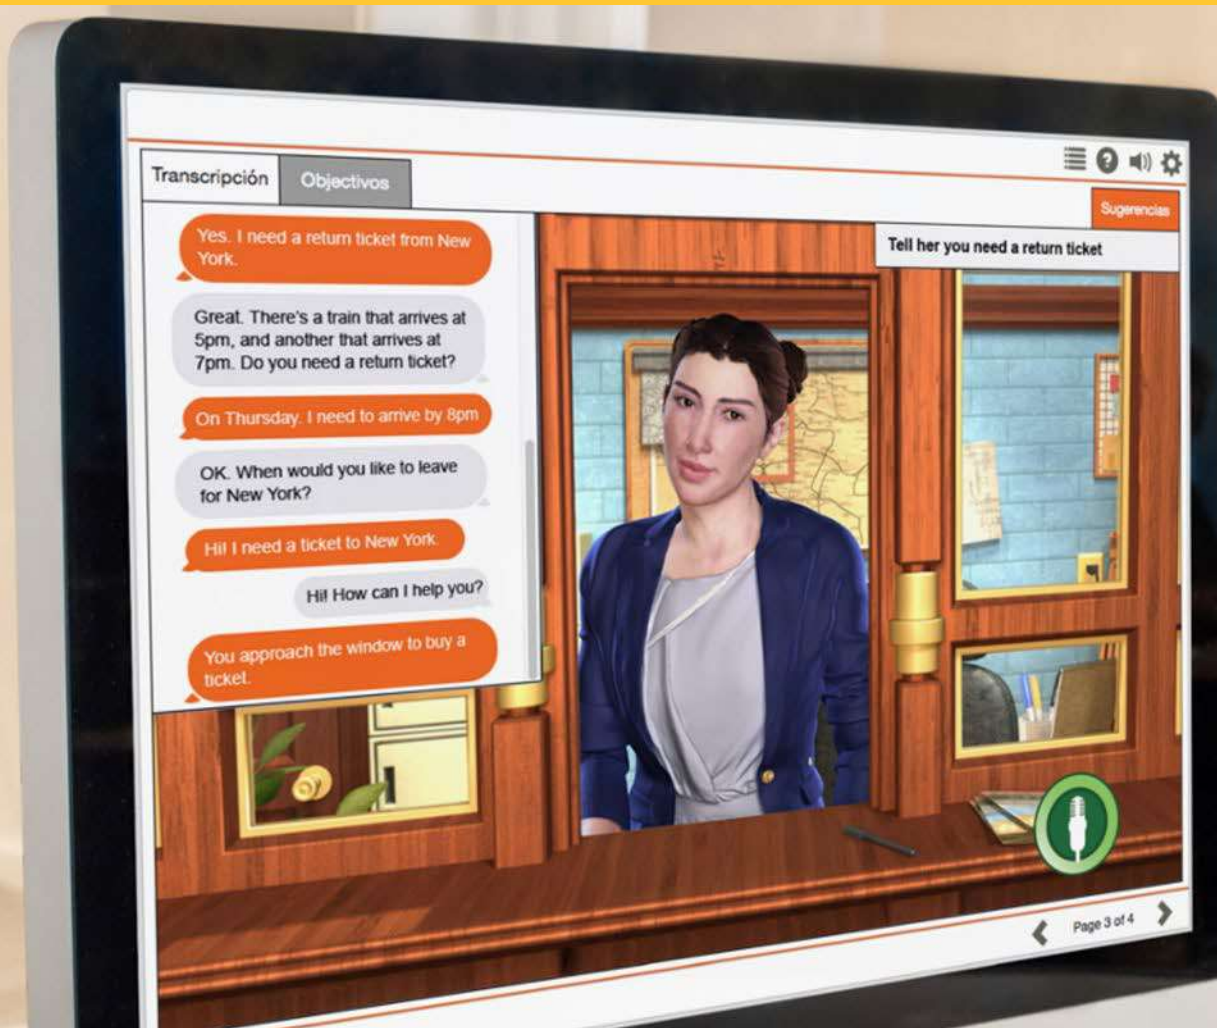 Transcripción
Objectivos
Sugerencias
Tell her you need a return ticket
Yes. I need a return ticket from New
York.
Great. There's a train that arrives at
5pm, and another that arrives at
7pm. Do you need a return ticket?
On Thursday. I need to arrive by 8pm
OK. When would you like to leave
for New York?
Hi! I need a ticket to New York.
Hi! How can I help you?
You approach the window to buy a
ticket.
Page 3 of 4